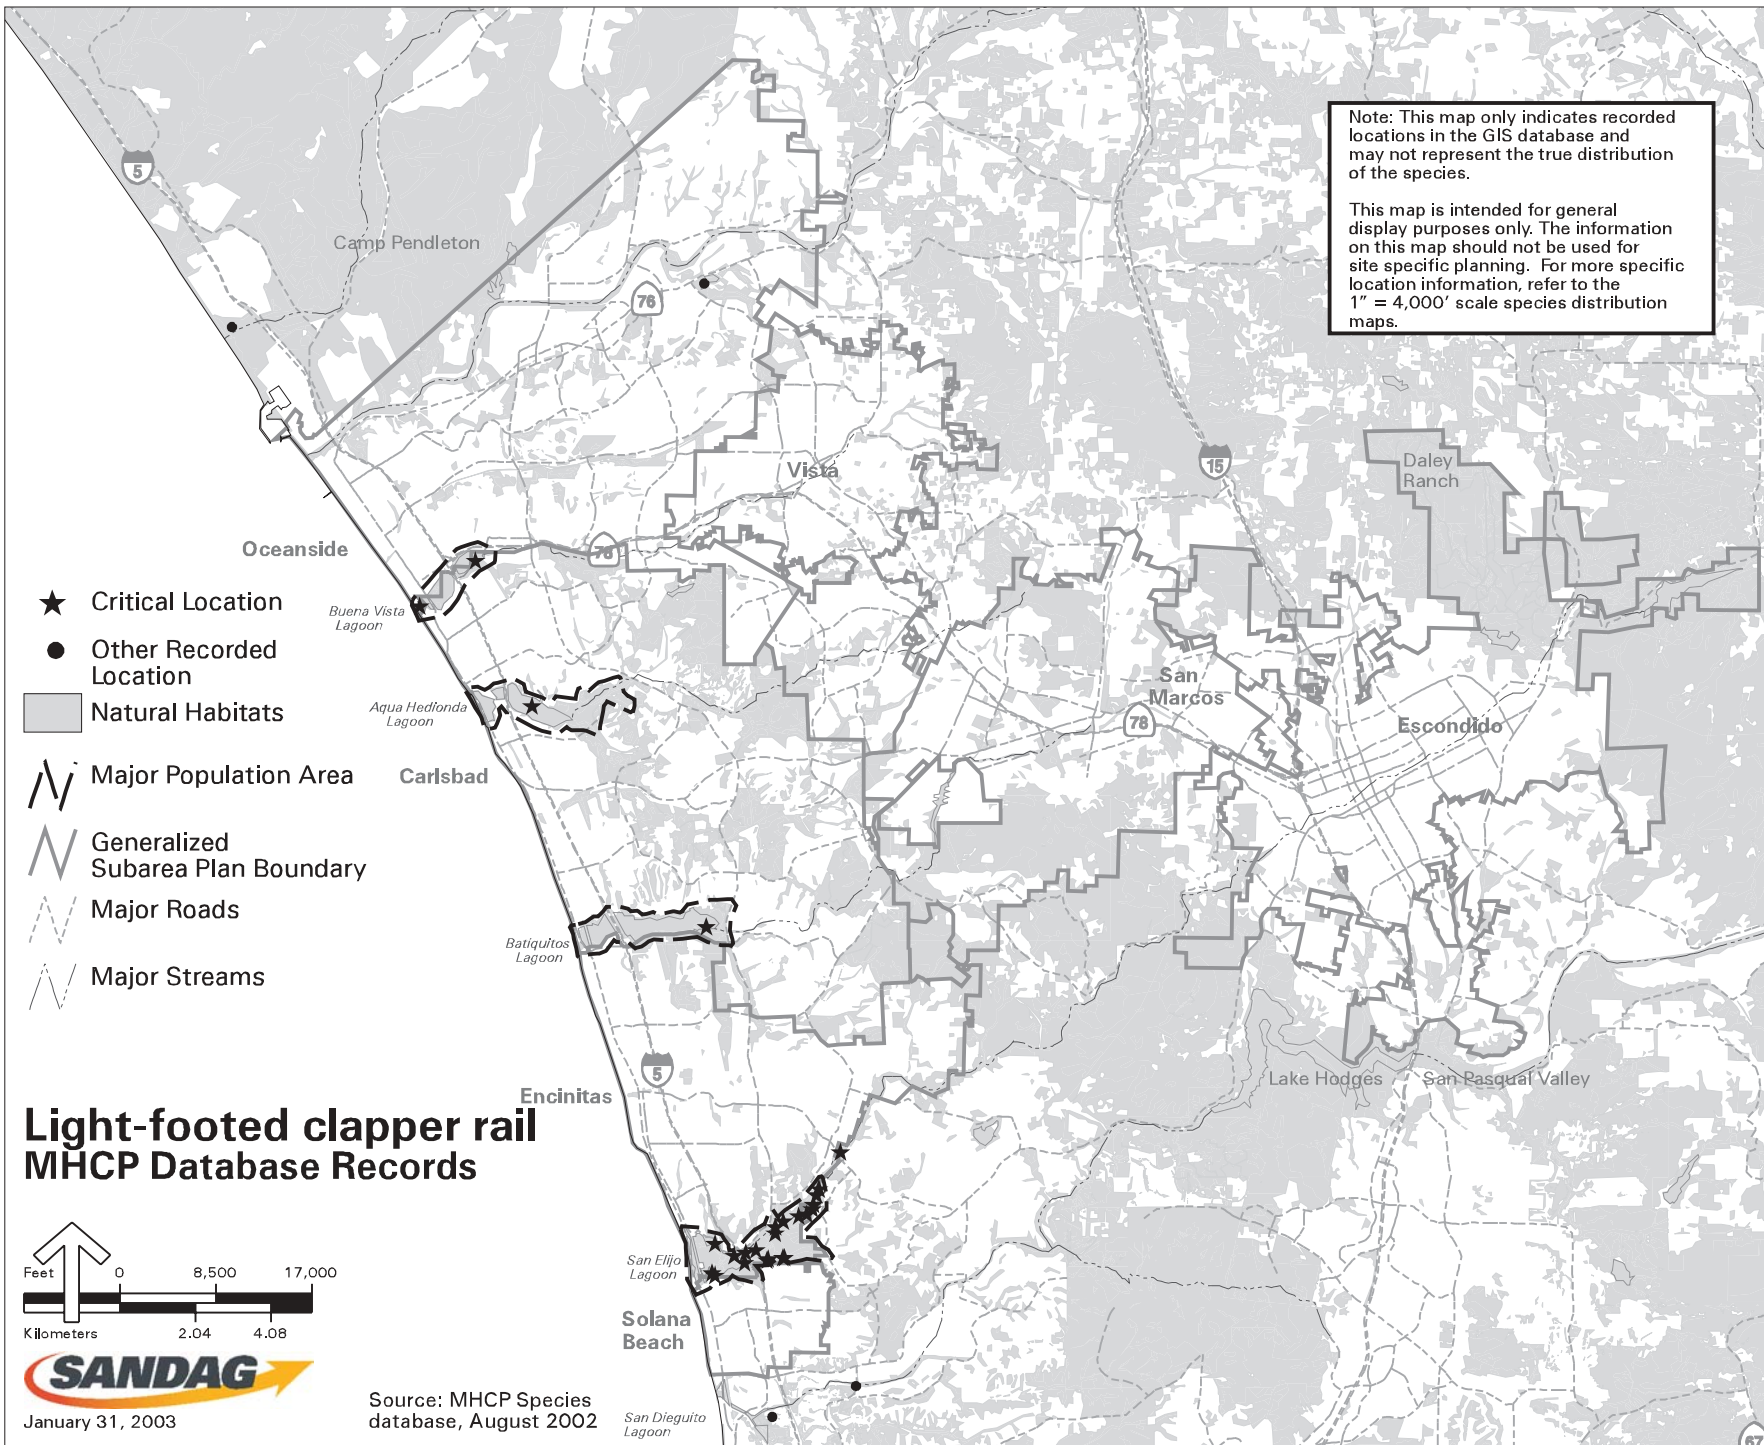 Note: This map only indicates recorded
locations in the GIS database and
may not represent the true distribution
of the species.
This map is intended for general
display purposes only. The information
on this map should not be used for
site specific planning. For more specific
location information, refer to the
1” = 4,000’ scale species distribution
maps.
5
Camp Pendleton
76
Vista
15
Daley
Ranch
Oceanside
78
Buena Vista
Lagoon
Critical Location
Other Recorded
Location
Natural Habitats
Major Population Area
Generalized
Subarea Plan Boundary
Major Roads
Major Streams
Aqua Hedionda
Lagoon
Carlsbad
San
Marcos
78
Escondido
Batiquitos
Lagoon
5
Encinitas
Lake Hodges
San Pasqual Valley
Light-footed clapper rail
MHCP Database Records
San Elijo
Lagoon
Solana
Beach
Feet 0 8,500 17,000
Kilometers 2.04 4.08
SANDAG
January 31, 2003
Source: MHCP Species
database, August 2002
San Dieguito
Lagoon
67